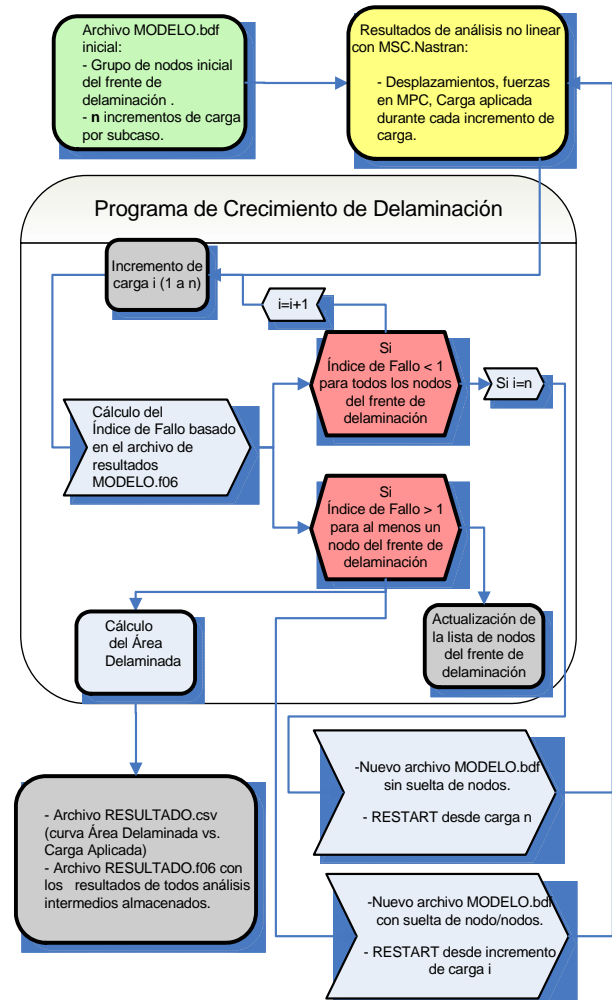 Archivo MODELO.bdf
inicial:
- Grupo de nodos inicial
del frente de
delaminación .
- n incrementos de carga
por subcaso.
Resultados de análisis no linear
con MSC.Nastran:
- Desplazamientos, fuerzas
en MPC, Carga aplicada
durante cada incremento de
carga.
Programa de Crecimiento de Delaminación
Incremento de
carga i (1 a n)
i=i+1
Si
Índice de Fallo < 1
para todos los nodos
del frente de
delaminación
Si i=n
Cálculo del
Índice de Fallo basado
en el archivo de
resultados
MODELO.f06
Si
Índice de Fallo > 1
para al menos un
nodo del frente de
delaminación
Cálculo
del Área
Delaminada
Actualización de
la lista de nodos
del frente de
delaminación
-Nuevo archivo MODELO.bdf
sin suelta de nodos.
- RESTART desde carga n
- Archivo RESULTADO.csv
(curva Área Delaminada vs.
Carga Aplicada)
- Archivo RESULTADO.f06 con
los resultados de todos análisis
intermedios almacenados.
-Nuevo archivo MODELO.bdf
con suelta de nodo/nodos.
- RESTART desde incremento
de carga i